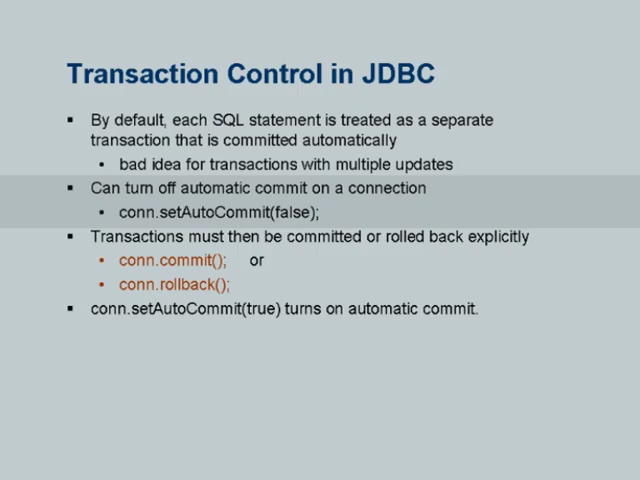 Transaction Control in JDBC
▪ By default, each SQL statement is treated as a separate
transaction that is committed automatically
• bad idea for transactions with multiple updates
▪ Can turn off automatic commit on a connection
• conn.setAutoCommit(false);
▪ Transactions must then be committed or rolled back explicitly
• conn.commit(); or
• conn.rollback();
▪ conn.setAutoCommit(true) turns on automatic commit.